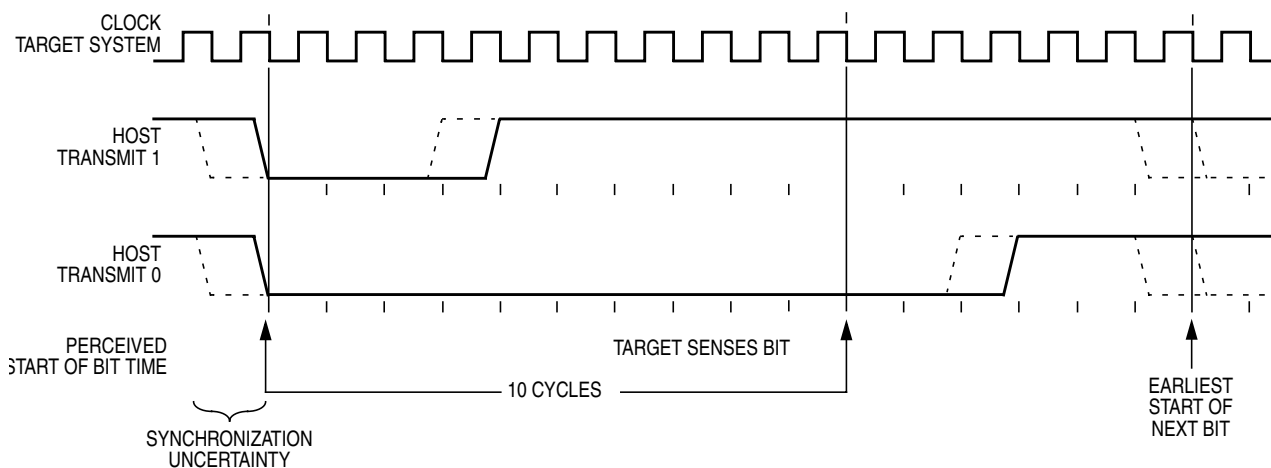 CLOCK
TARGET SYSTEM
HOST
TRANSMIT 1
HOST
TRANSMIT 0
PERCEIVED
START OF BIT TIME
TARGET SENSES BIT
10 CYCLES
EARLIEST
START OF
NEXT BIT
SYNCHRONIZATION
UNCERTAINTY